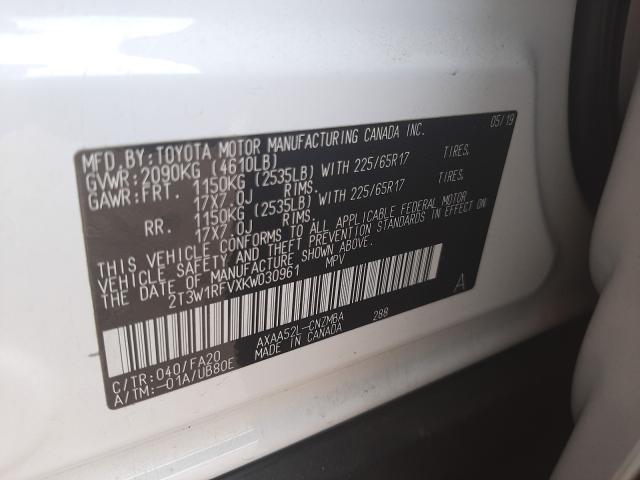 MFD.BY:TOYOTA MOTOR MANUFACTURING CANADA INC. 05/19
GVWR:2090KG (4610LB)
GAWR:FRT. 1150KG (2535LB) WITH 225/65R17 TIRES.
17X7.0J RIMS.
RR. 1150KG (2535LB) WITH 225/65R17 TIRES.
17X7.0J RIMS.
THIS VEHICLE CONFORMS TO ALL APPLICABLE FEDERAL MOTOR
VEHICLE SAFETY AND THEFT PREVENTION STANDARDS IN EFFECT ON
THE DATE OF MANUFACTURE SHOWN ABOVE.
2T3W1RFVXKW030961 MPV
A
C/TR:040/FA20 AXAA52L-CNZMBA 288
A/TM:-01A/UB80E MADE IN CANADA